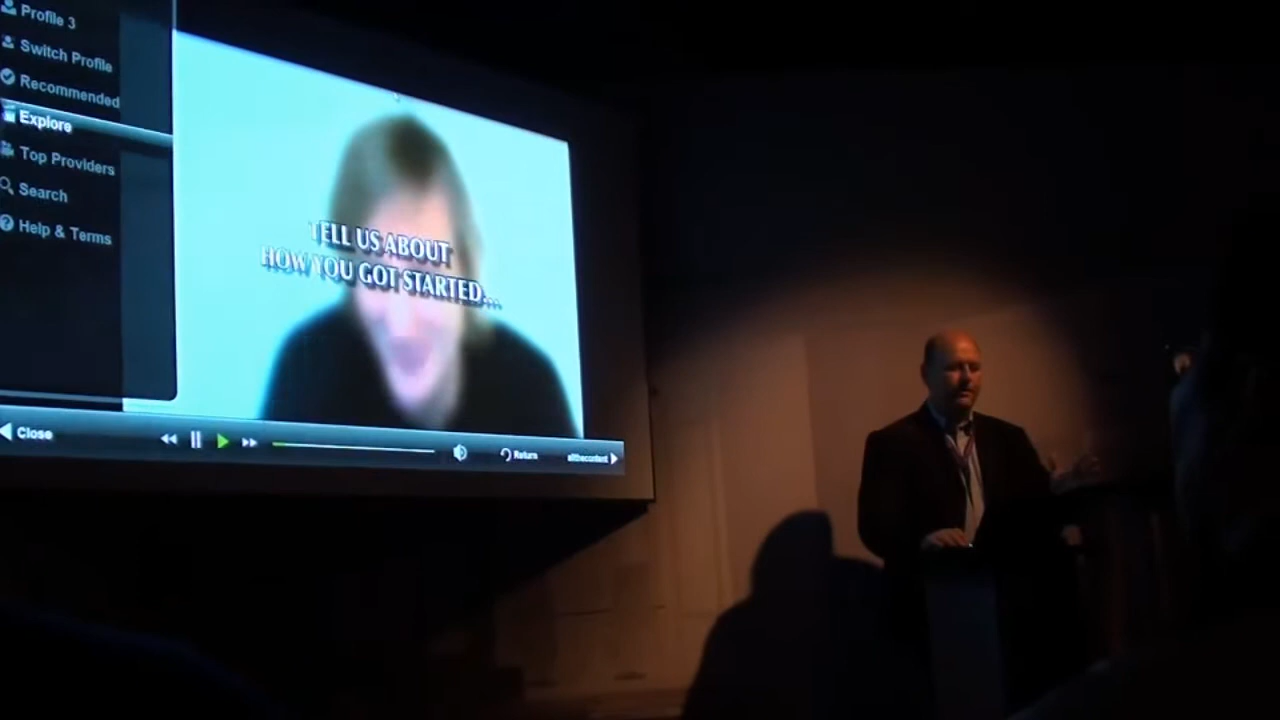 Profile 3
Switch Profile
Recommended
Explore
Top Providers
Search
Help & Terms
TELL US ABOUT
HOW YOU GOT STARTED...
Close
Return
allthecontent